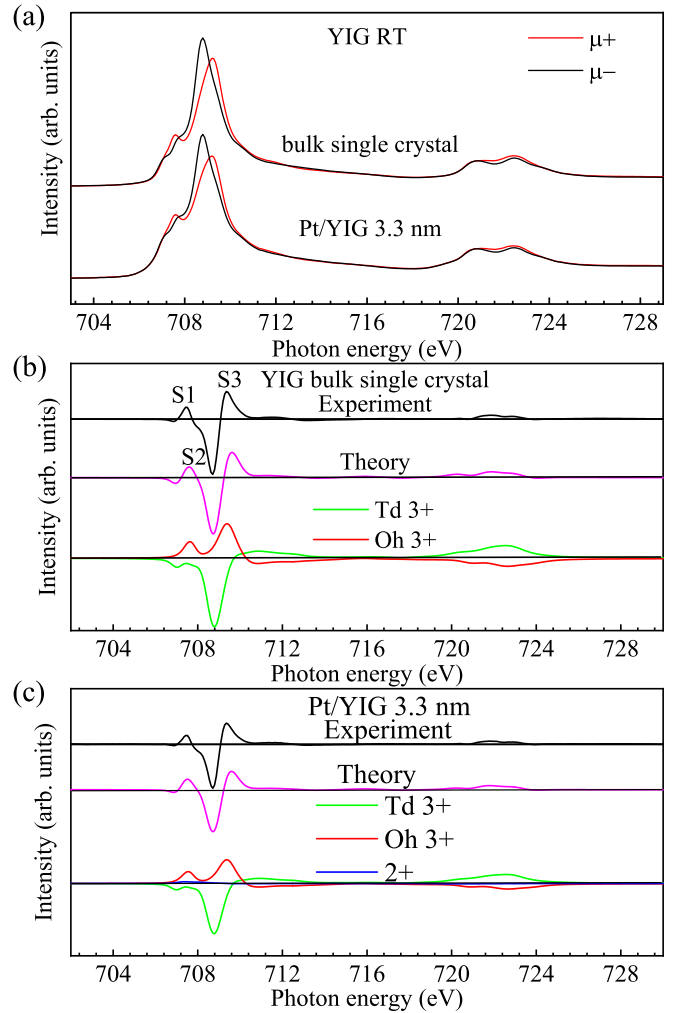 (a)
YIG RT
μ+
μ−
bulk single crystal
Pt/YIG 3.3 nm
Intensity (arb. units)
704 708 712 716 720 724 728
Photon energy (eV)
(b)
S1 S3 YIG bulk single crystal
Experiment
S2 Theory
Td 3+
Oh 3+
Intensity (arb. units)
704 708 712 716 720 724 728
Photon energy (eV)
(c)
Pt/YIG 3.3 nm
Experiment
Theory
Td 3+
Oh 3+
2+
Intensity (arb. units)
704 708 712 716 720 724 728
Photon energy (eV)